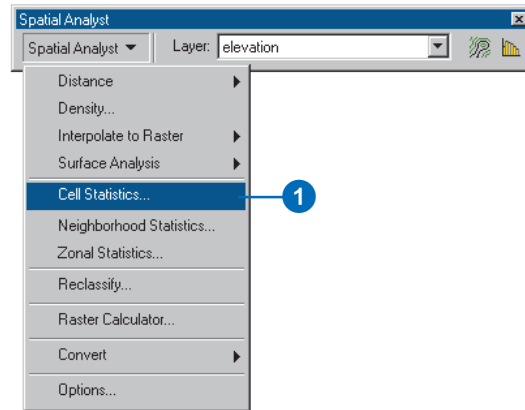 Spatial Analyst
Spatial Analyst Layer: elevation
Distance
Density...
Interpolate to Raster
Surface Analysis
Cell Statistics...
1
Neighborhood Statistics...
Zonal Statistics...
Reclassify...
Raster Calculator...
Convert
Options...